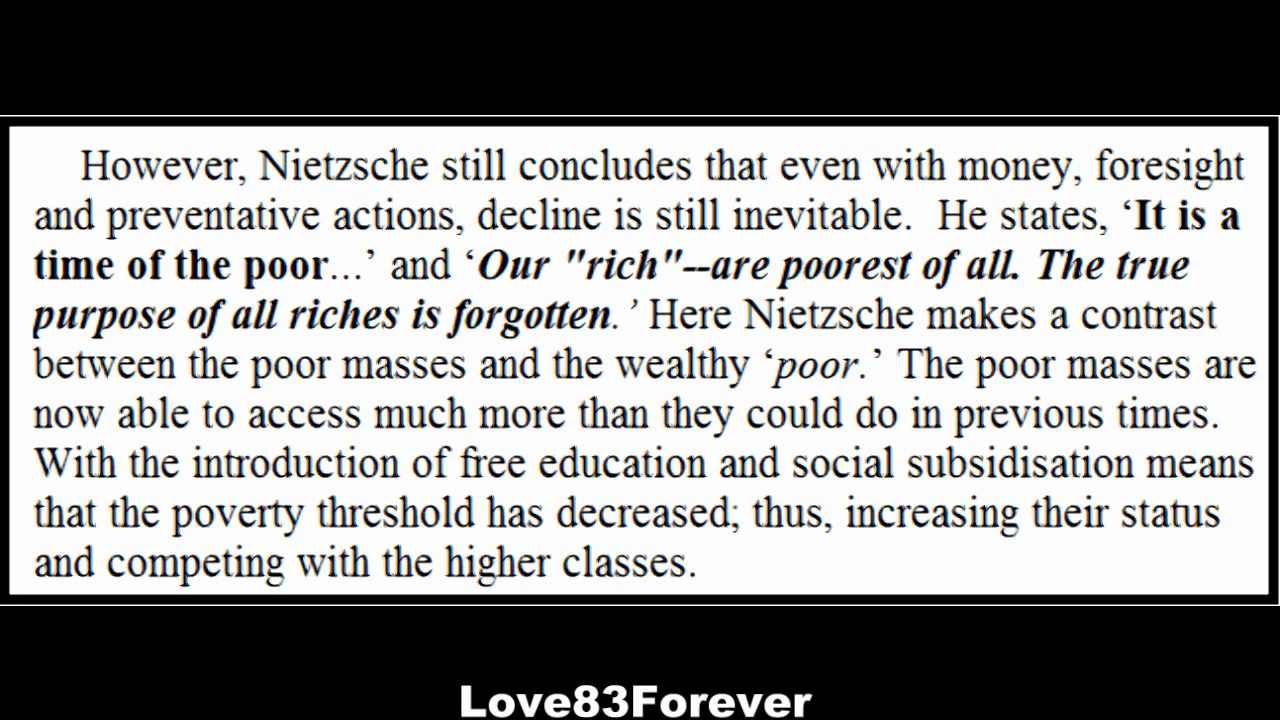 However, Nietzsche still concludes that even with money, foresight
and preventative actions, decline is still inevitable.  He states, ‘It is a
time of the poor...’ and ‘Our "rich"--are poorest of all. The true
purpose of all riches is forgotten.’ Here Nietzsche makes a contrast
between the poor masses and the wealthy ‘poor.’ The poor masses are
now able to access much more than they could do in previous times.
With the introduction of free education and social subsidisation means
that the poverty threshold has decreased; thus, increasing their status
and competing with the higher classes.
Love83Forever